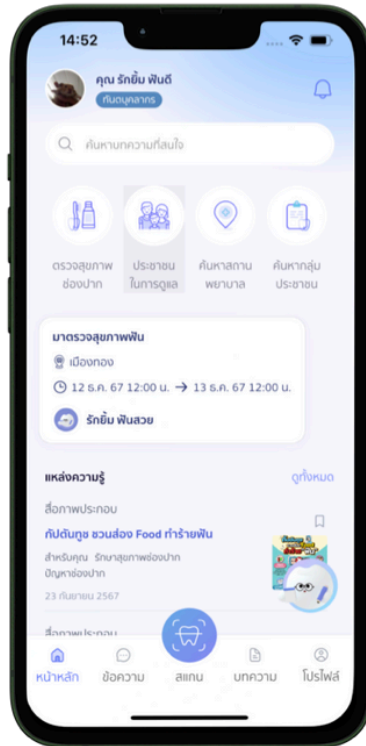 14:52
คุณ รักยิ้ม ฟันดี
ทันตบุคลากร
ค้นหาบทความที่สนใจ
ตรวจสุขภาพ
ช่องปาก
ประชาชน
ในการดูแล
ค้นหาสถาน
พยาบาล
ค้นหากลุ่ม
ประชาชน
มาตรวจสุขภาพฟัน
เมืองทอง
12 ธ.ค. 67 12:00 น. → 13 ธ.ค. 67 12:00 น.
รักยิ้ม ฟันสวย
แหล่งความรู้
ดูทั้งหมด
สื่อภาพประกอบ
กัปตันทูช ชวนส่อง Food ทำร้ายฟัน
สำหรับคุณ รักษาสุขภาพช่องปาก
ปัญหาช่องปาก
23 กันยายน 2567
สื่อภาพประกอบ
หน้าหลัก
ข้อความ
สแกน
บทความ
โปรไฟล์